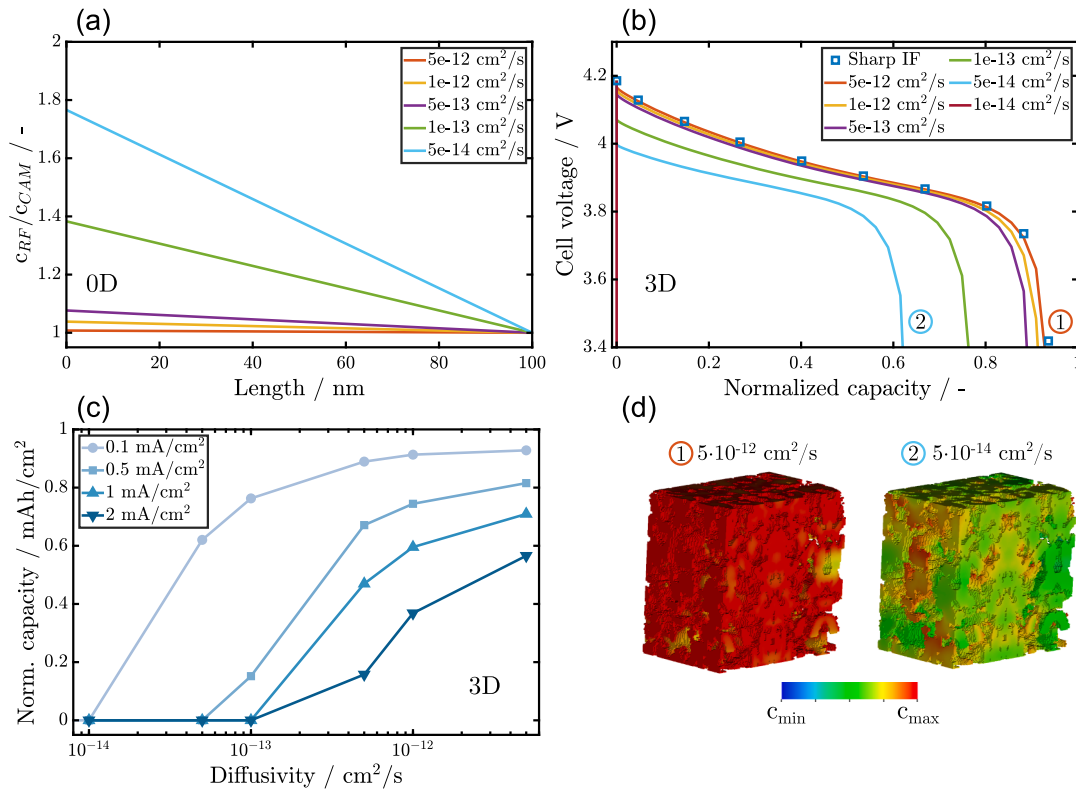 (a)
2
1.8
1.6
1.4
1.2
1
c_RF/c_CAM / -
5e-12 cm²/s
1e-12 cm²/s
5e-13 cm²/s
1e-13 cm²/s
5e-14 cm²/s
0D
0 20 40 60 80 100
Length / nm
(b)
4.2
4
3.8
3.6
3.4
Cell voltage / V
Sharp IF
5e-12 cm²/s
1e-12 cm²/s
5e-13 cm²/s
1e-13 cm²/s
5e-14 cm²/s
1e-14 cm²/s
3D
2
1
0 0.2 0.4 0.6 0.8 1
Normalized capacity / -
(c)
1
0.8
0.6
0.4
0.2
0
Norm. capacity / mAh/cm²
0.1 mA/cm²
0.5 mA/cm²
1 mA/cm²
2 mA/cm²
3D
10⁻¹⁴ 10⁻¹³ 10⁻¹²
Diffusivity / cm²/s
(d)
1 5·10⁻¹² cm²/s
2 5·10⁻¹⁴ cm²/s
c_min c_max